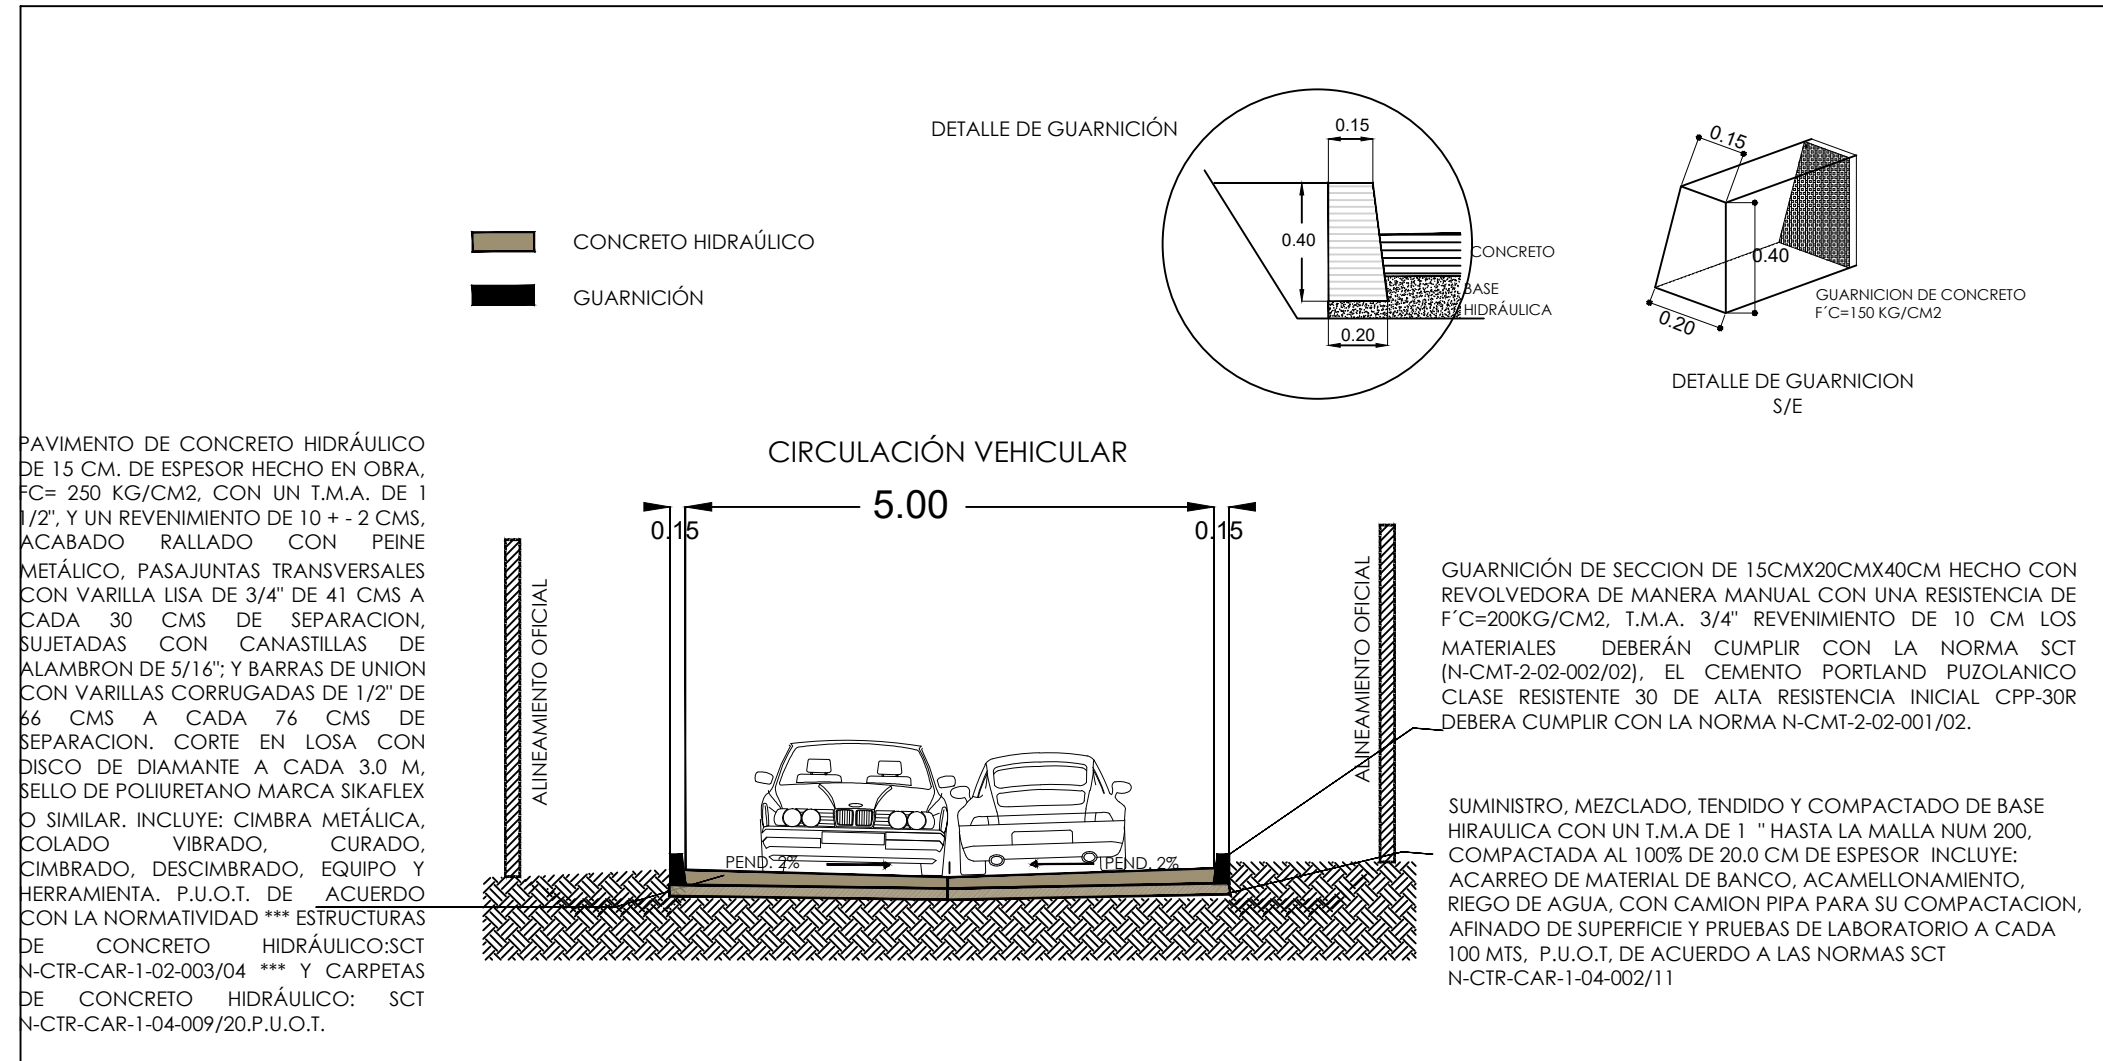 DETALLE DE GUARNICIÓN
0.15
0.40
0.20
CONCRETO
BASE
HIDRÁULICA
0.15
0.40
0.20
GUARNICION DE CONCRETO
F´C=150 KG/CM2
DETALLE DE GUARNICION
S/E
CONCRETO HIDRAÚLICO
GUARNICIÓN
PAVIMENTO DE CONCRETO HIDRÁULICO
DE 15 CM. DE ESPESOR HECHO EN OBRA,
FC= 250 KG/CM2, CON UN T.M.A. DE 1
1/2", Y UN REVENIMIENTO DE 10 + - 2 CMS,
ACABADO RALLADO CON PEINE
METÁLICO, PASAJUNTAS TRANSVERSALES
CON VARILLA LISA DE 3/4" DE 41 CMS A
CADA 30 CMS DE SEPARACION,
SUJETADAS CON CANASTILLAS DE
ALAMBRON DE 5/16"; Y BARRAS DE UNION
CON VARILLAS CORRUGADAS DE 1/2" DE
66 CMS A CADA 76 CMS DE
SEPARACION. CORTE EN LOSA CON
DISCO DE DIAMANTE A CADA 3.0 M,
SELLO DE POLIURETANO MARCA SIKAFLEX
O SIMILAR. INCLUYE: CIMBRA METÁLICA,
COLADO VIBRADO, CURADO,
CIMBRADO, DESCIMBRADO, EQUIPO Y
HERRAMIENTA. P.U.O.T. DE ACUERDO
CON LA NORMATIVIDAD *** ESTRUCTURAS
DE CONCRETO HIDRÁULICO:SCT
N-CTR-CAR-1-02-003/04 *** Y CARPETAS
DE CONCRETO HIDRÁULICO: SCT
N-CTR-CAR-1-04-009/20.P.U.O.T.
CIRCULACIÓN VEHICULAR
5.00
0.15
0.15
ALINEAMIENTO OFICIAL
ALINEAMIENTO OFICIAL
PEND. 2%
PEND. 2%
GUARNICIÓN DE SECCION DE 15CMX20CMX40CM HECHO CON
REVOLVEDORA DE MANERA MANUAL CON UNA RESISTENCIA DE
F´C=200KG/CM2, T.M.A. 3/4" REVENIMIENTO DE 10 CM LOS
MATERIALES DEBERÁN CUMPLIR CON LA NORMA SCT
(N-CMT-2-02-002/02), EL CEMENTO PORTLAND PUZOLANICO
CLASE RESISTENTE 30 DE ALTA RESISTENCIA INICIAL CPP-30R
DEBERA CUMPLIR CON LA NORMA N-CMT-2-02-001/02.
SUMINISTRO, MEZCLADO, TENDIDO Y COMPACTADO DE BASE
HIRAULICA CON UN T.M.A DE 1 " HASTA LA MALLA NUM 200,
COMPACTADA AL 100% DE 20.0 CM DE ESPESOR INCLUYE:
ACARREO DE MATERIAL DE BANCO, ACAMELLONAMIENTO,
RIEGO DE AGUA, CON CAMION PIPA PARA SU COMPACTACION,
AFINADO DE SUPERFICIE Y PRUEBAS DE LABORATORIO A CADA
100 MTS, P.U.O.T, DE ACUERDO A LAS NORMAS SCT
N-CTR-CAR-1-04-002/11